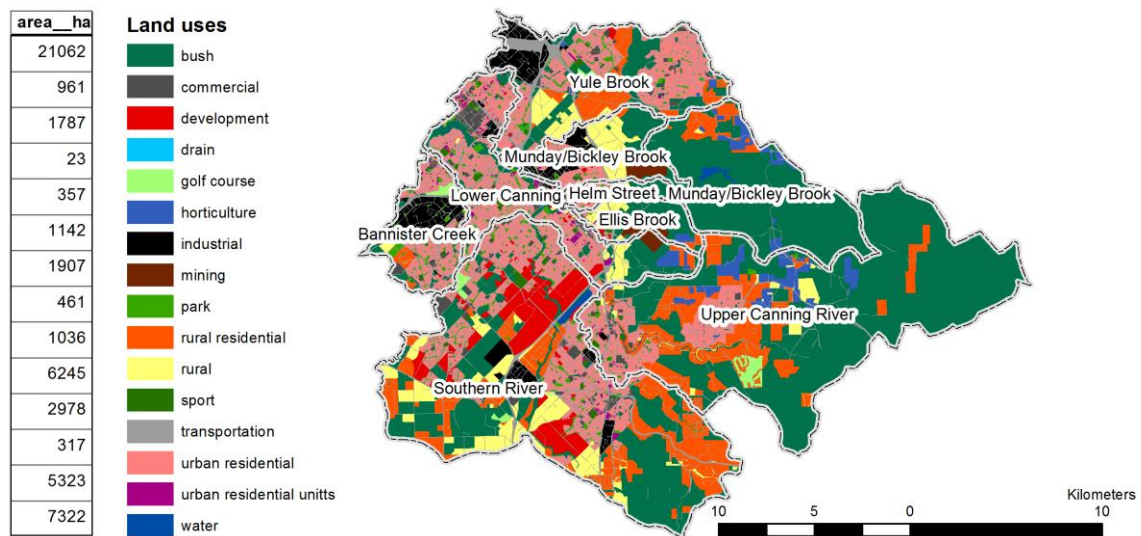 area__ha
21062
961
1787
23
357
1142
1907
461
1036
6245
2978
317
5323
7322
Land uses
bush
commercial
development
drain
golf course
horticulture
industrial
mining
park
rural residential
rural
sport
transportation
urban residential
urban residential unitts
water
Yule Brook
Munday/Bickley Brook
Lower Canning
Helm Street
Munday/Bickley Brook
Ellis Brook
Bannister Creek
Upper Canning River
Southern River
Kilometers
10 5 0 10